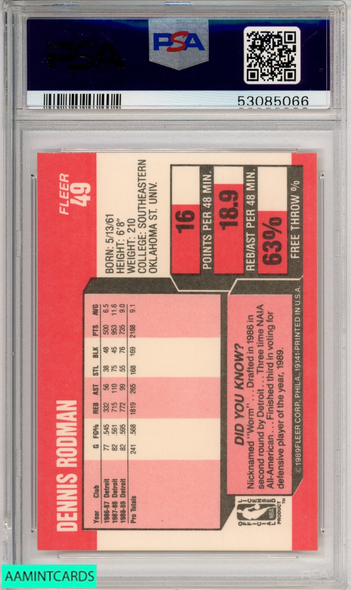 PSA
PSA
53085066
FLEER
49
DENNIS RODMAN
BORN: 5/13/61
HEIGHT: 6'8"
WEIGHT: 210
COLLEGE: SOUTHEASTERN
OKLAHOMA ST. UNIV.
Year Club G FG% REB AST STL BLK PTS AVG
1986-87 Detroit 77 .545 332 56 38 48 500 6.5
1987-88 Detroit 82 .561 715 110 75 45 953 11.6
1988-89 Detroit 82 .595 772 99 55 76 735 9.0
Pro Totals 241 .568 1819 265 168 169 2188 9.1
16
POINTS PER 48 MIN.
18.9
REB/AST PER 48 MIN.
63%
FREE THROW %
DID YOU KNOW?
Nicknamed "Worm" . . . Drafted in 1986 in
second round by Detroit . . . Three time NAIA
All-American . . . Finished third in voting for
defensive player of the year, 1989.
OFFICIAL
NBA
LICENSED
PRODUCT™
©1989 FLEER CORP., PHILA., 19141-PRINTED IN U.S.A.
AAMINTCARDS